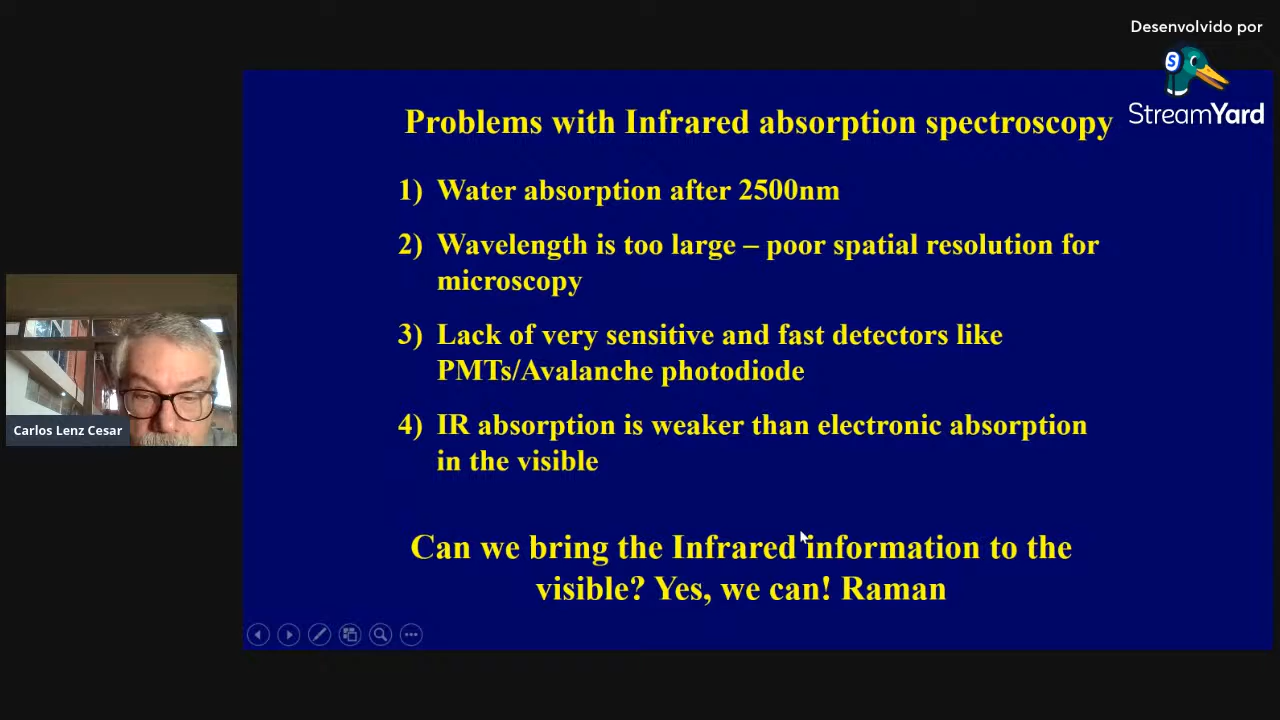 Desenvolvido por
StreamYard
Problems with Infrared absorption spectroscopy
1) Water absorption after 2500nm
2) Wavelength is too large – poor spatial resolution for
microscopy
3) Lack of very sensitive and fast detectors like
PMTs/Avalanche photodiode
4) IR absorption is weaker than electronic absorption
in the visible
Can we bring the Infrared information to the
visible? Yes, we can! Raman
Carlos Lenz Cesar